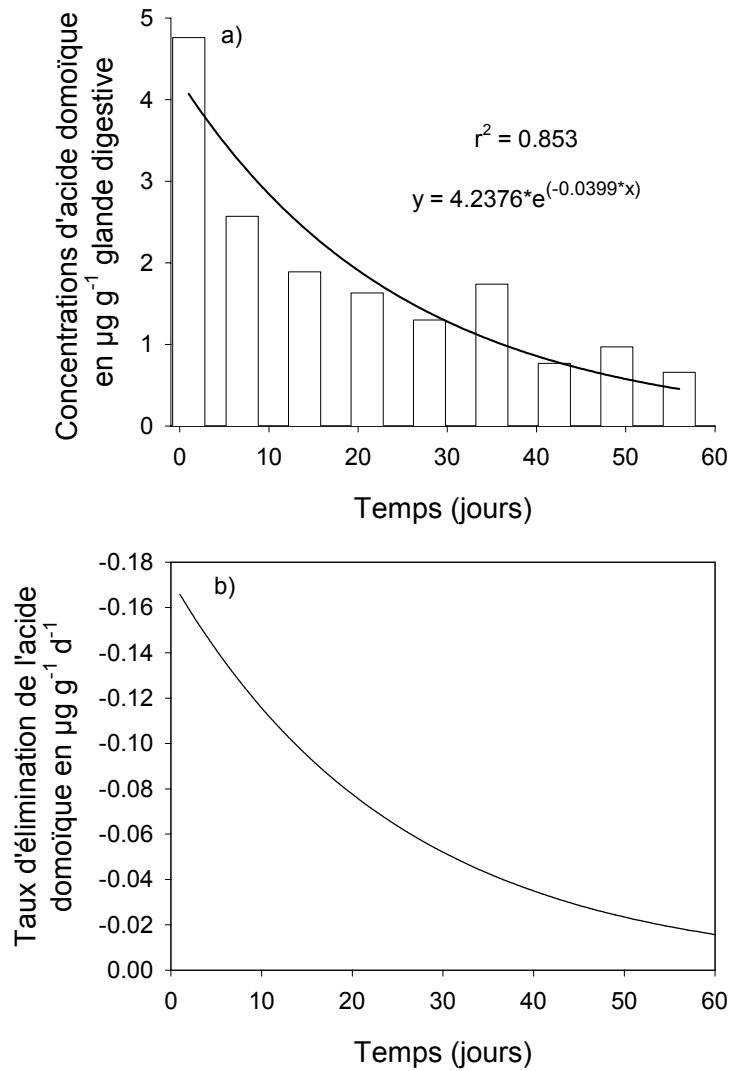 a)
Concentrations d'acide domoïque
en µg g⁻¹ glande digestive
5
4
3
2
1
0
r² = 0.853
y = 4.2376*e^(-0.0399*x)
0 10 20 30 40 50 60
Temps (jours)
b)
Taux d'élimination de l'acide
domoïque en µg g⁻¹ d⁻¹
-0.18
-0.16
-0.14
-0.12
-0.10
-0.08
-0.06
-0.04
-0.02
0.00
0 10 20 30 40 50 60
Temps (jours)